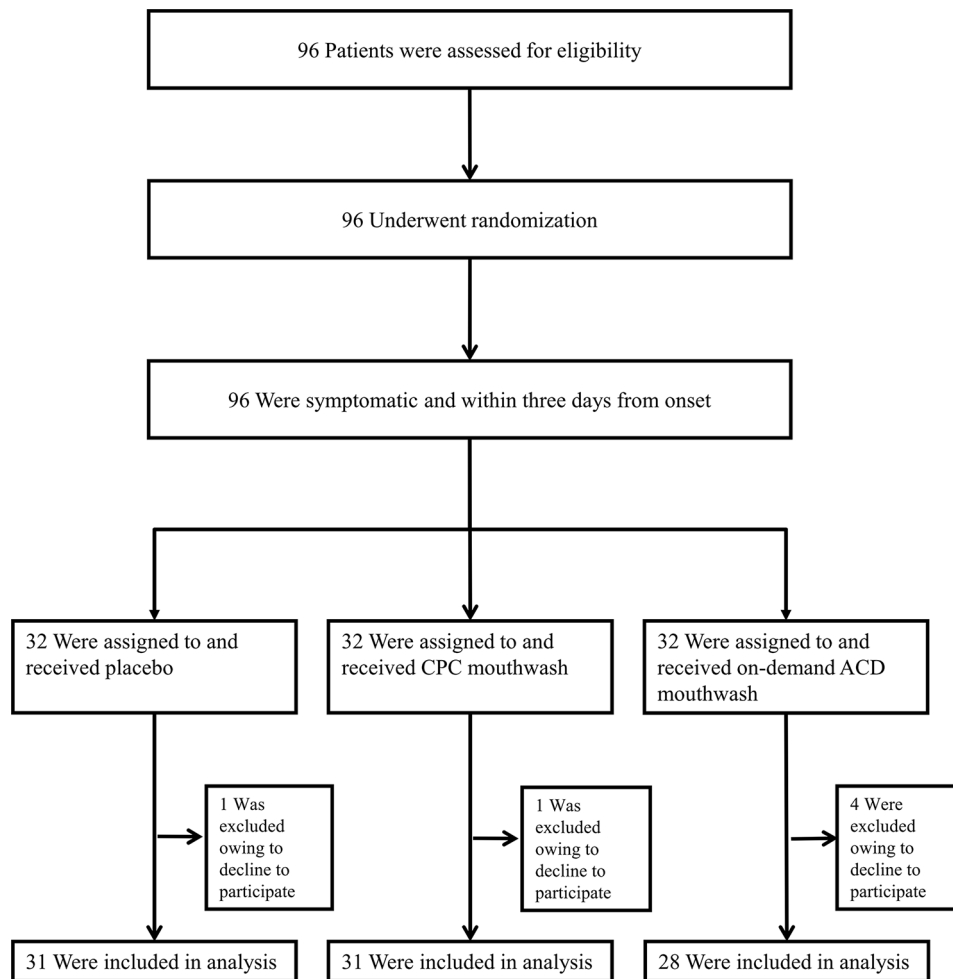 96 Patients were assessed for eligibility
96 Underwent randomization
96 Were symptomatic and within three days from onset
32 Were assigned to and
received placebo
32 Were assigned to and
received CPC mouthwash
32 Were assigned to and
received on-demand ACD
mouthwash
1 Was
excluded
owing to
decline to
participate
1 Was
excluded
owing to
decline to
participate
4 Were
excluded
owing to
decline to
participate
31 Were included in analysis
31 Were included in analysis
28 Were included in analysis